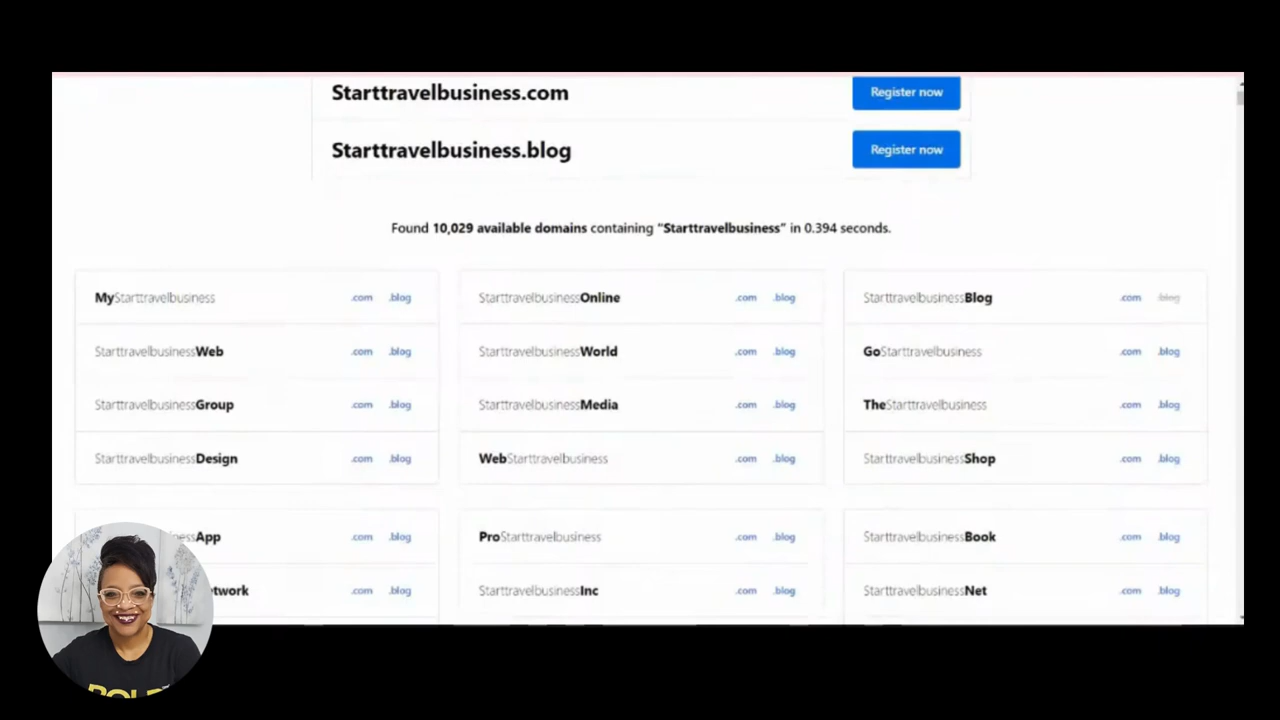 Starttravelbusiness.com Register now
Starttravelbusiness.blog Register now
Found 10,029 available domains containing “Starttravelbusiness” in 0.394 seconds.
MyStarttravelbusiness .com .blog StarttravelbusinessOnline .com .blog StarttravelbusinessBlog .com .blog
StarttravelbusinessWeb .com .blog StarttravelbusinessWorld .com .blog GoStarttravelbusiness .com .blog
StarttravelbusinessGroup .com .blog StarttravelbusinessMedia .com .blog TheStarttravelbusiness .com .blog
StarttravelbusinessDesign .com .blog WebStarttravelbusiness .com .blog StarttravelbusinessShop .com .blog
nessApp .com .blog ProStarttravelbusiness .com .blog StarttravelbusinessBook .com .blog
etwork .com .blog StarttravelbusinessInc .com .blog StarttravelbusinessNet .com .blog